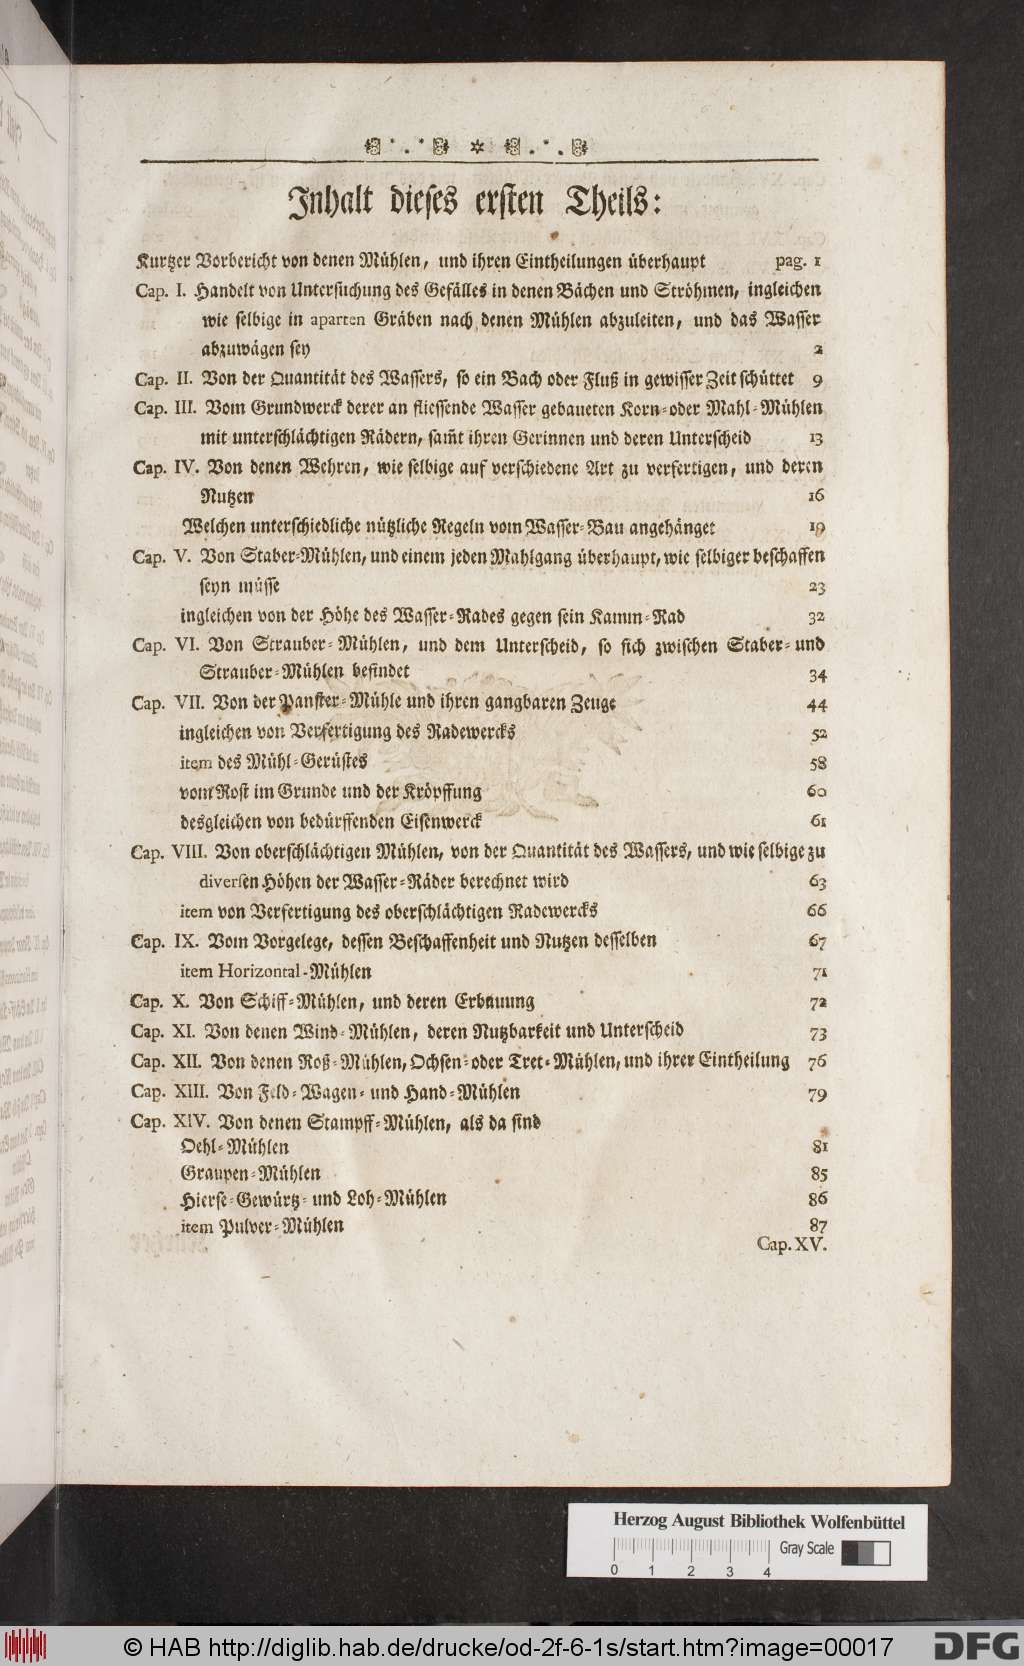 Inhalt dieses ersten Theils:
Kurtzer Vorbericht von denen Mühlen, und ihren Eintheilungen überhaupt pag. 1
Cap. I. Handelt von Untersuchung des Gefälles in denen Bächen und Ströhmen, ingleichen
wie selbige in aparten Gräben nach denen Mühlen abzuleiten, und das Wasser
abzuwägen sey 2
Cap. II. Von der Quantität des Wassers, so ein Bach oder Fluß in gewisser Zeit schüttet 9
Cap. III. Vom Grundwerck derer an fliessende Wasser gebaueten Korn- oder Mahl-Mühlen
mit unterschlächtigen Rädern, sam̃t ihren Gerinnen und deren Unterscheid 13
Cap. IV. Von denen Wehren, wie selbige auf verschiedene Art zu verfertigen, und deren
Nutzen 16
Welchen unterschiedliche nützliche Regeln vom Wasser-Bau angehänget 19
Cap. V. Von Staber-Mühlen, und einem jeden Mahlgang überhaupt, wie selbiger beschaffen
seyn müsse 23
ingleichen von der Höhe des Wasser-Rades gegen sein Kamm-Rad 32
Cap. VI. Von Strauber-Mühlen, und dem Unterscheid, so sich zwischen Staber- und
Strauber-Mühlen befindet 34
Cap. VII. Von der Panster-Mühle und ihren gangbaren Zeuge 44
ingleichen von Verfertigung des Radewercks 52
item des Mühl-Gerüstes 58
vom Rost im Grunde und der Kröpffung 60
desgleichen von bedürffenden Eisenwerck 61
Cap. VIII. Von oberschlächtigen Mühlen, von der Quantität des Wassers, und wie selbige zu
diversen Höhen der Wasser-Räder berechnet wird 63
item von Verfertigung des oberschlächtigen Radewercks 66
Cap. IX. Vom Vorgelege, dessen Beschaffenheit und Nutzen desselben 67
item Horizontal-Mühlen 71
Cap. X. Von Schiff-Mühlen, und deren Erbauung 72
Cap. XI. Von denen Wind-Mühlen, deren Nutzbarkeit und Unterscheid 73
Cap. XII. Von denen Roß-Mühlen, Ochsen- oder Tret-Mühlen, und ihrer Eintheilung 76
Cap. XIII. Von Feld-Wagen- und Hand-Mühlen 79
Cap. XIV. Von denen Stampff-Mühlen, als da sind
Oehl-Mühlen 81
Graupen-Mühlen 85
Hierse-Gewürtz- und Loh-Mühlen 86
item Pulver-Mühlen 87
Cap. XV.
Herzog August Bibliothek Wolfenbüttel
Gray Scale
0 1 2 3 4
© HAB http://diglib.hab.de/drucke/od-2f-6-1s/start.htm?image=00017
DFG